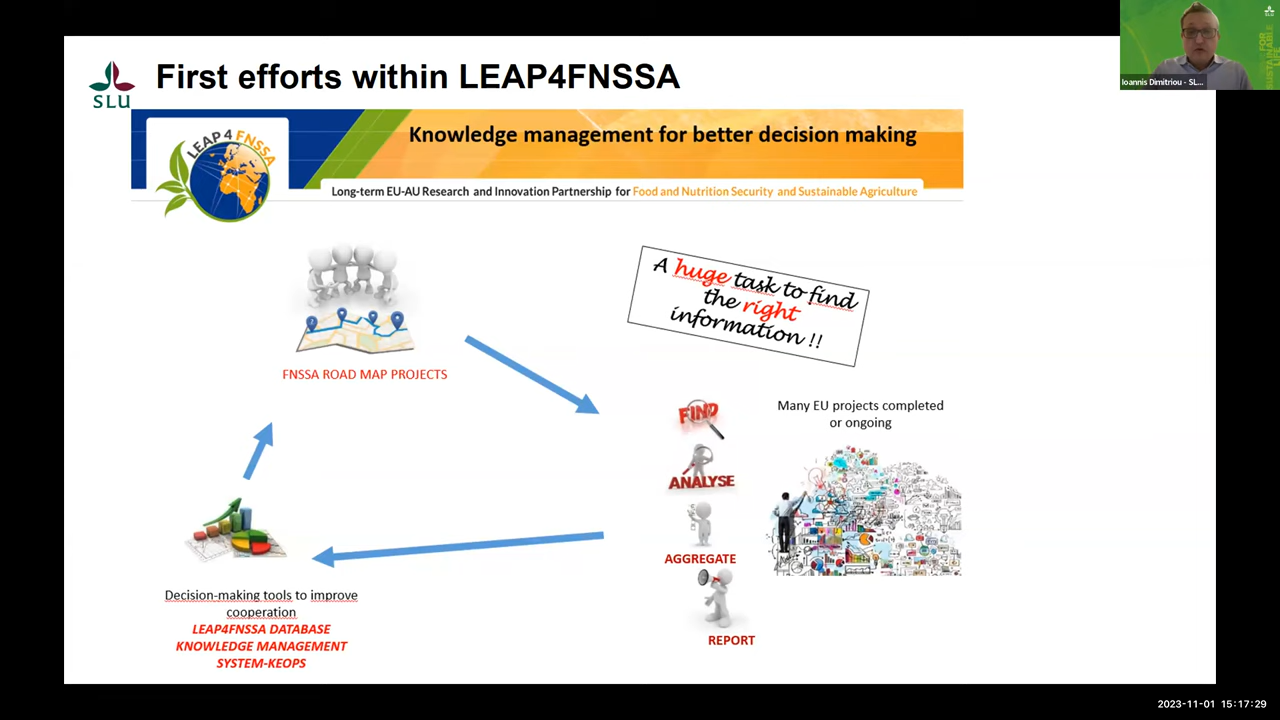 SLU
First efforts within LEAP4FNSSA
LEAP 4 FNSSA
Knowledge management for better decision making
Long-term EU-AU Research and Innovation Partnership for Food and Nutrition Security and Sustainable Agriculture
A huge task to find
the right
information !!
FNSSA ROAD MAP PROJECTS
FIND
ANALYSE
AGGREGATE
REPORT
Many EU projects completed
or ongoing
Decision-making tools to improve
cooperation
LEAP4FNSSA DATABASE
KNOWLEDGE MANAGEMENT
SYSTEM-KEOPS
SLU
Ioannis Dimitriou - SL...
2023-11-01 15:17:29